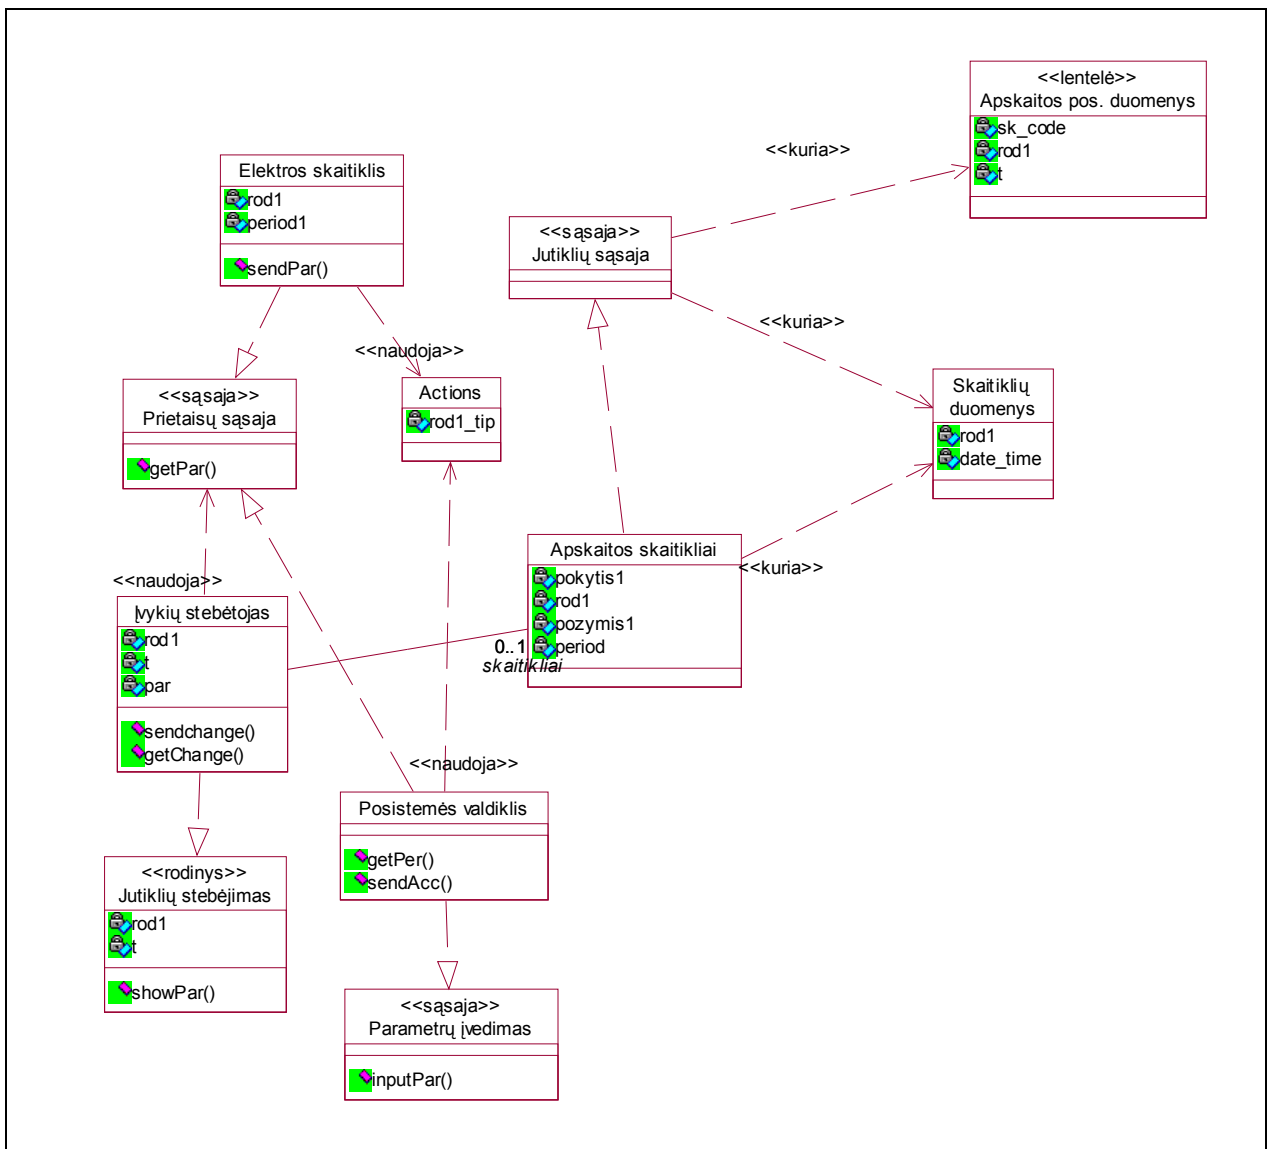 <<lentelė>>
Apskaitos pos. duomenys
sk_code
rod1
t
<<kuria>>
Elektros skaitiklis
rod1
period1
sendPar()
<<sąsaja>>
Jutiklių sąsaja
<<kuria>>
<<naudoja>>
<<sąsaja>>
Prietaisų sąsaja
getPar()
Actions
rod1_tip
Skaitiklių
duomenys
rod1
date_time
Apskaitos skaitikliai
pokytis1
rod1
pozymis1
period
<<kuria>>
<<naudoja>>
Įvykių stebėtojas
rod1
t
par
sendchange()
getChange()
0..1
skaitikliai
<<naudoja>>
Posistemės valdiklis
getPer()
sendAcc()
<<rodinys>>
Jutiklių stebėjimas
rod1
t
showPar()
<<sąsaja>>
Parametrų įvedimas
inputPar()